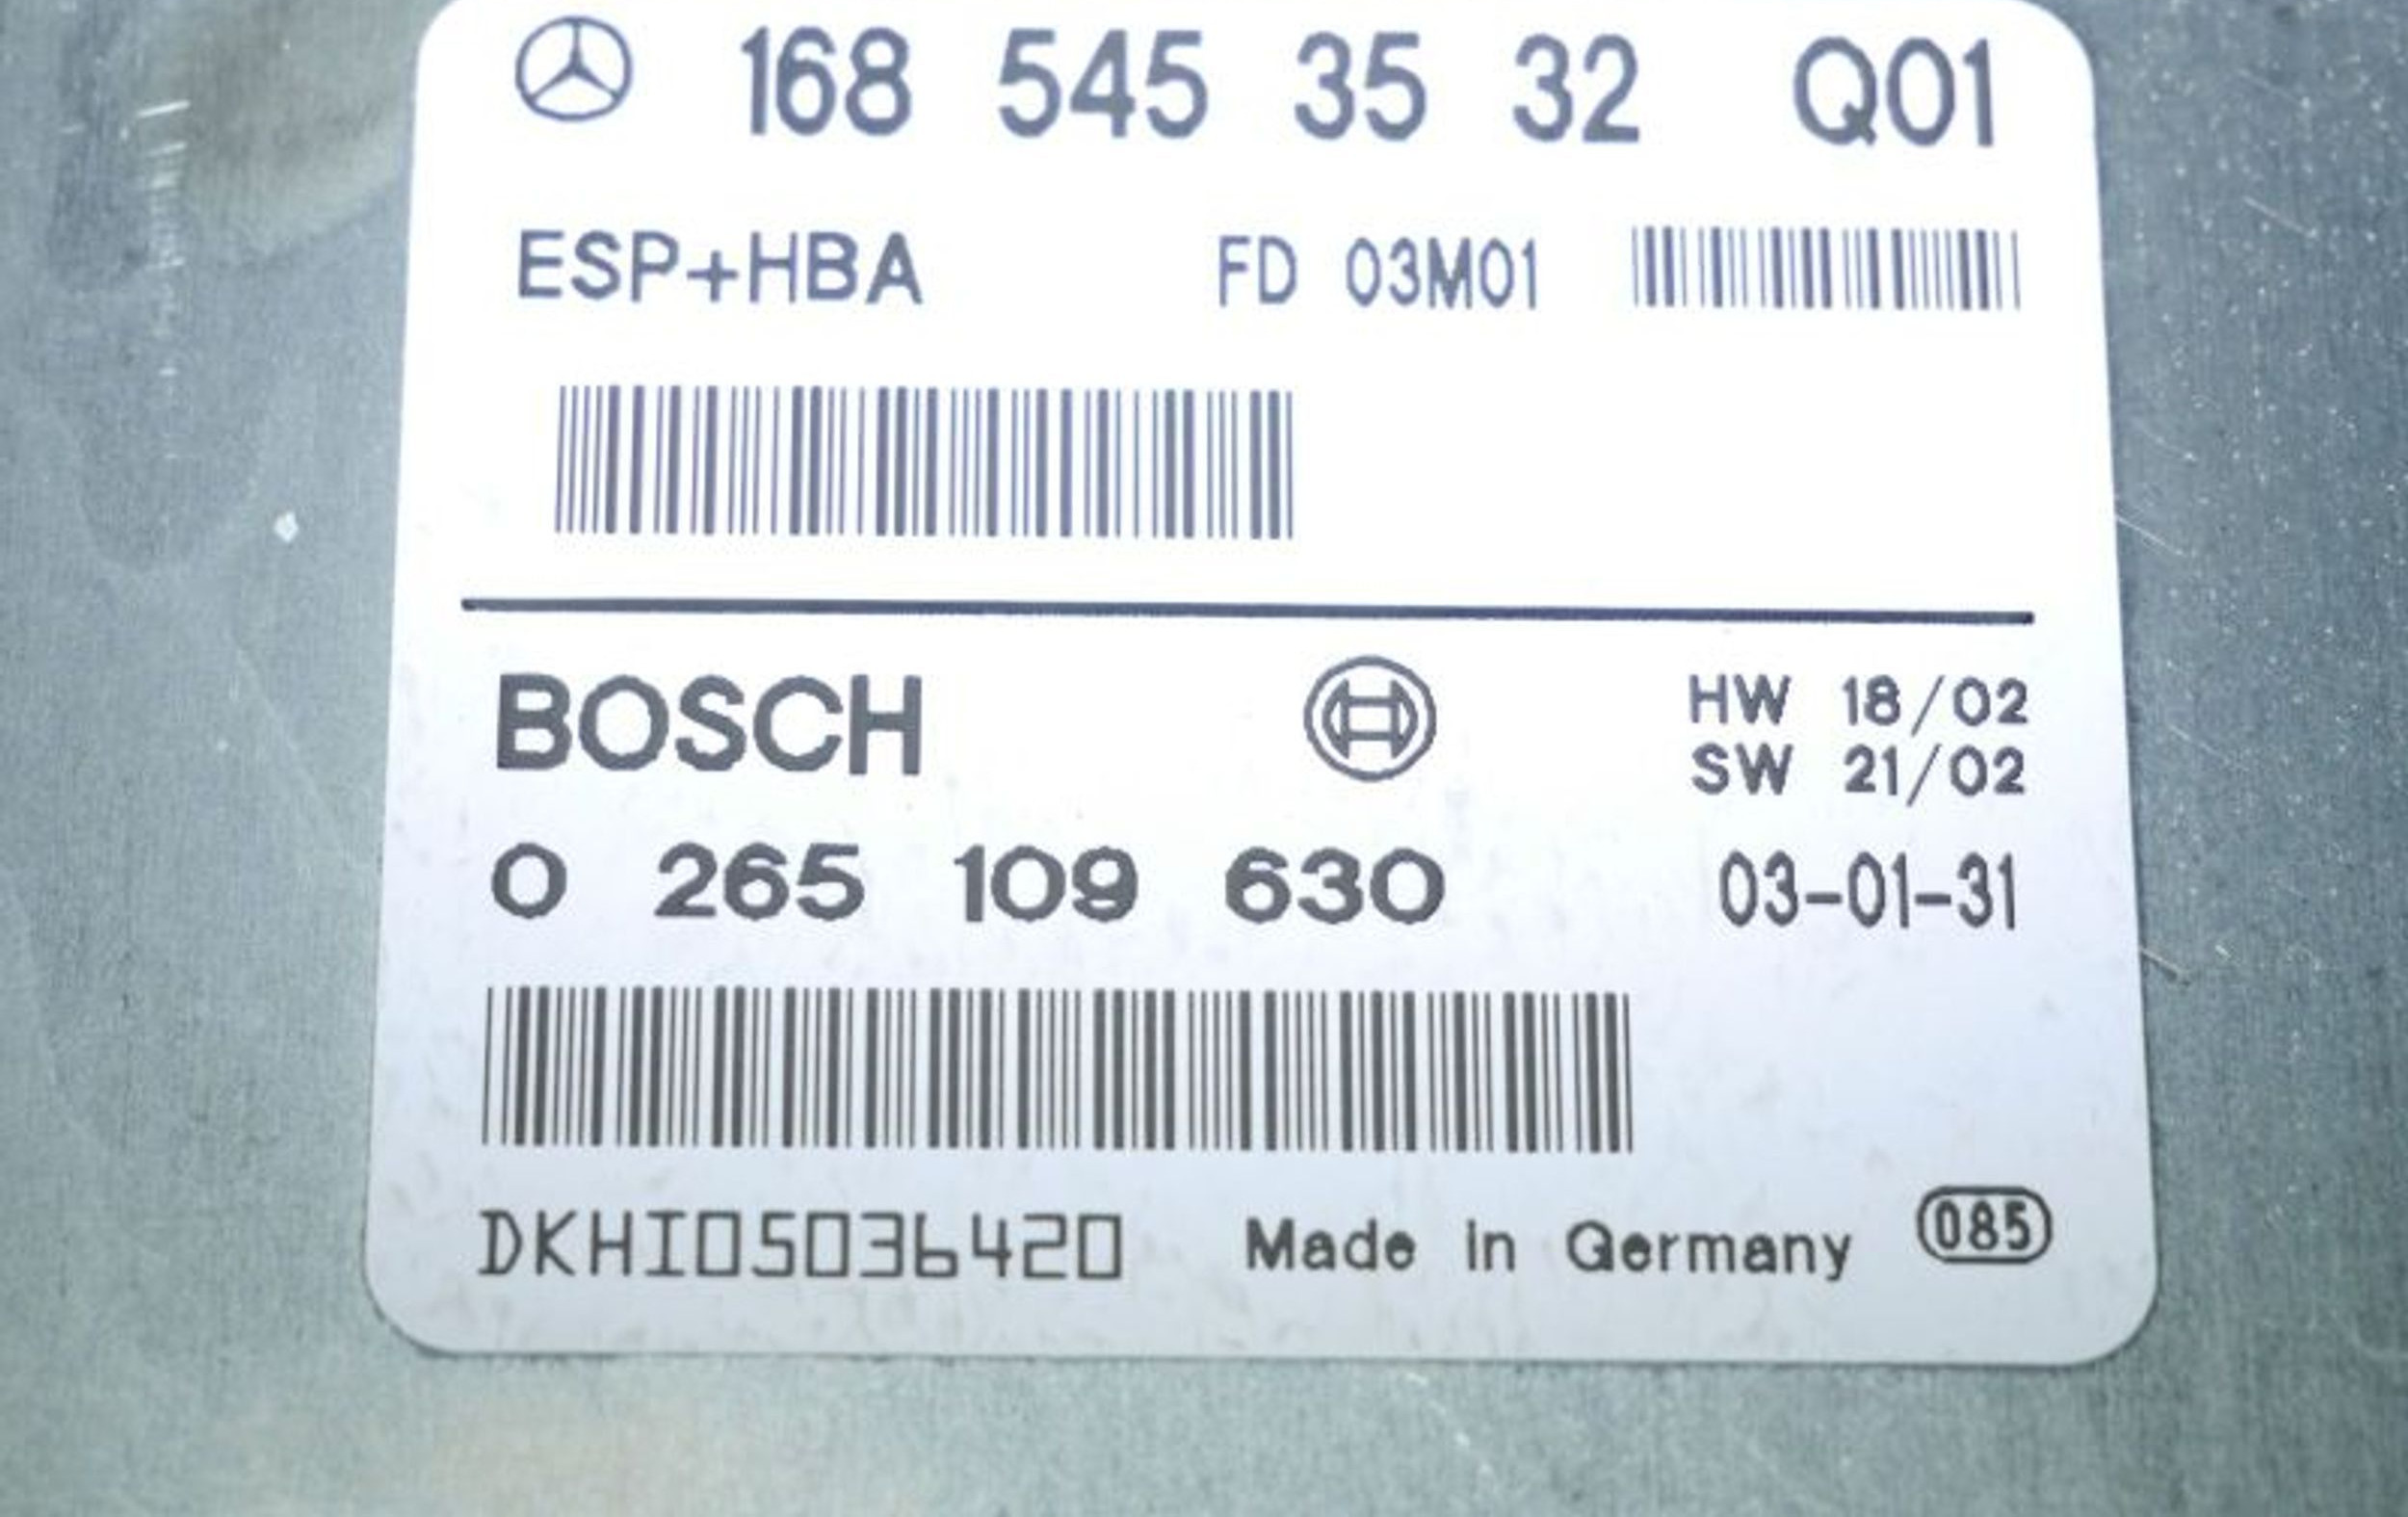 168 545 35 32 Q01
ESP+HBA FD 03M01
BOSCH HW 18/02
SW 21/02
0 265 109 630 03-01-31
DKHI05036420 Made in Germany 085